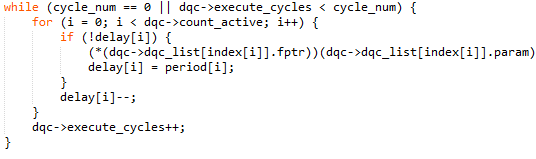 while (cycle_num == 0 || dqc->execute_cycles < cycle_num) {
    for (i = 0; i < dqc->count_active; i++) {
        if (!delay[i]) {
            (*(dqc->dqc_list[index[i]].fptr))(dqc->dqc_list[index[i]].param)
            delay[i] = period[i];
        }
        delay[i]--;
    }
    dqc->execute_cycles++;
}